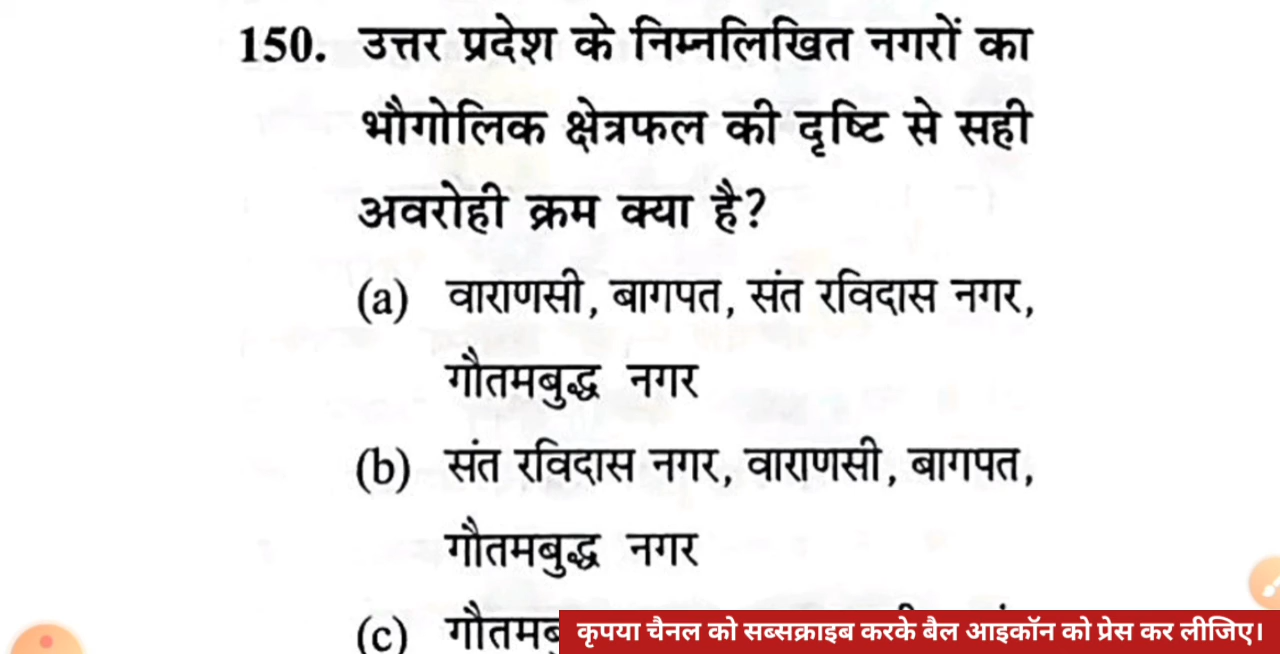 150. उत्तर प्रदेश के निम्नलिखित नगरों का
भौगोलिक क्षेत्रफल की दृष्टि से सही
अवरोही क्रम क्या है?
(a) वाराणसी, बागपत, संत रविदास नगर,
गौतमबुद्ध नगर
(b) संत रविदास नगर, वाराणसी, बागपत,
गौतमबुद्ध नगर
(c)
कृपया चैनल को सब्सक्राइब करके बैल आइकॉन को प्रेस कर लीजिए।